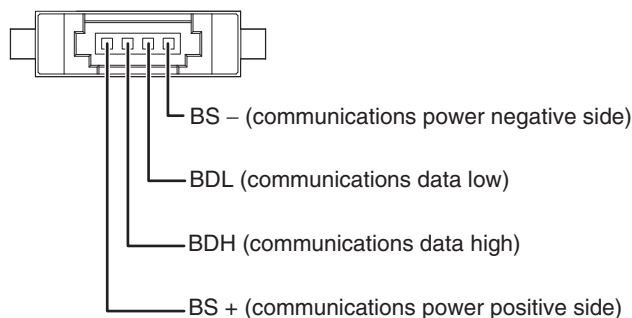 BS – (communications power negative side)
BDL (communications data low)
BDH (communications data high)
BS + (communications power positive side)